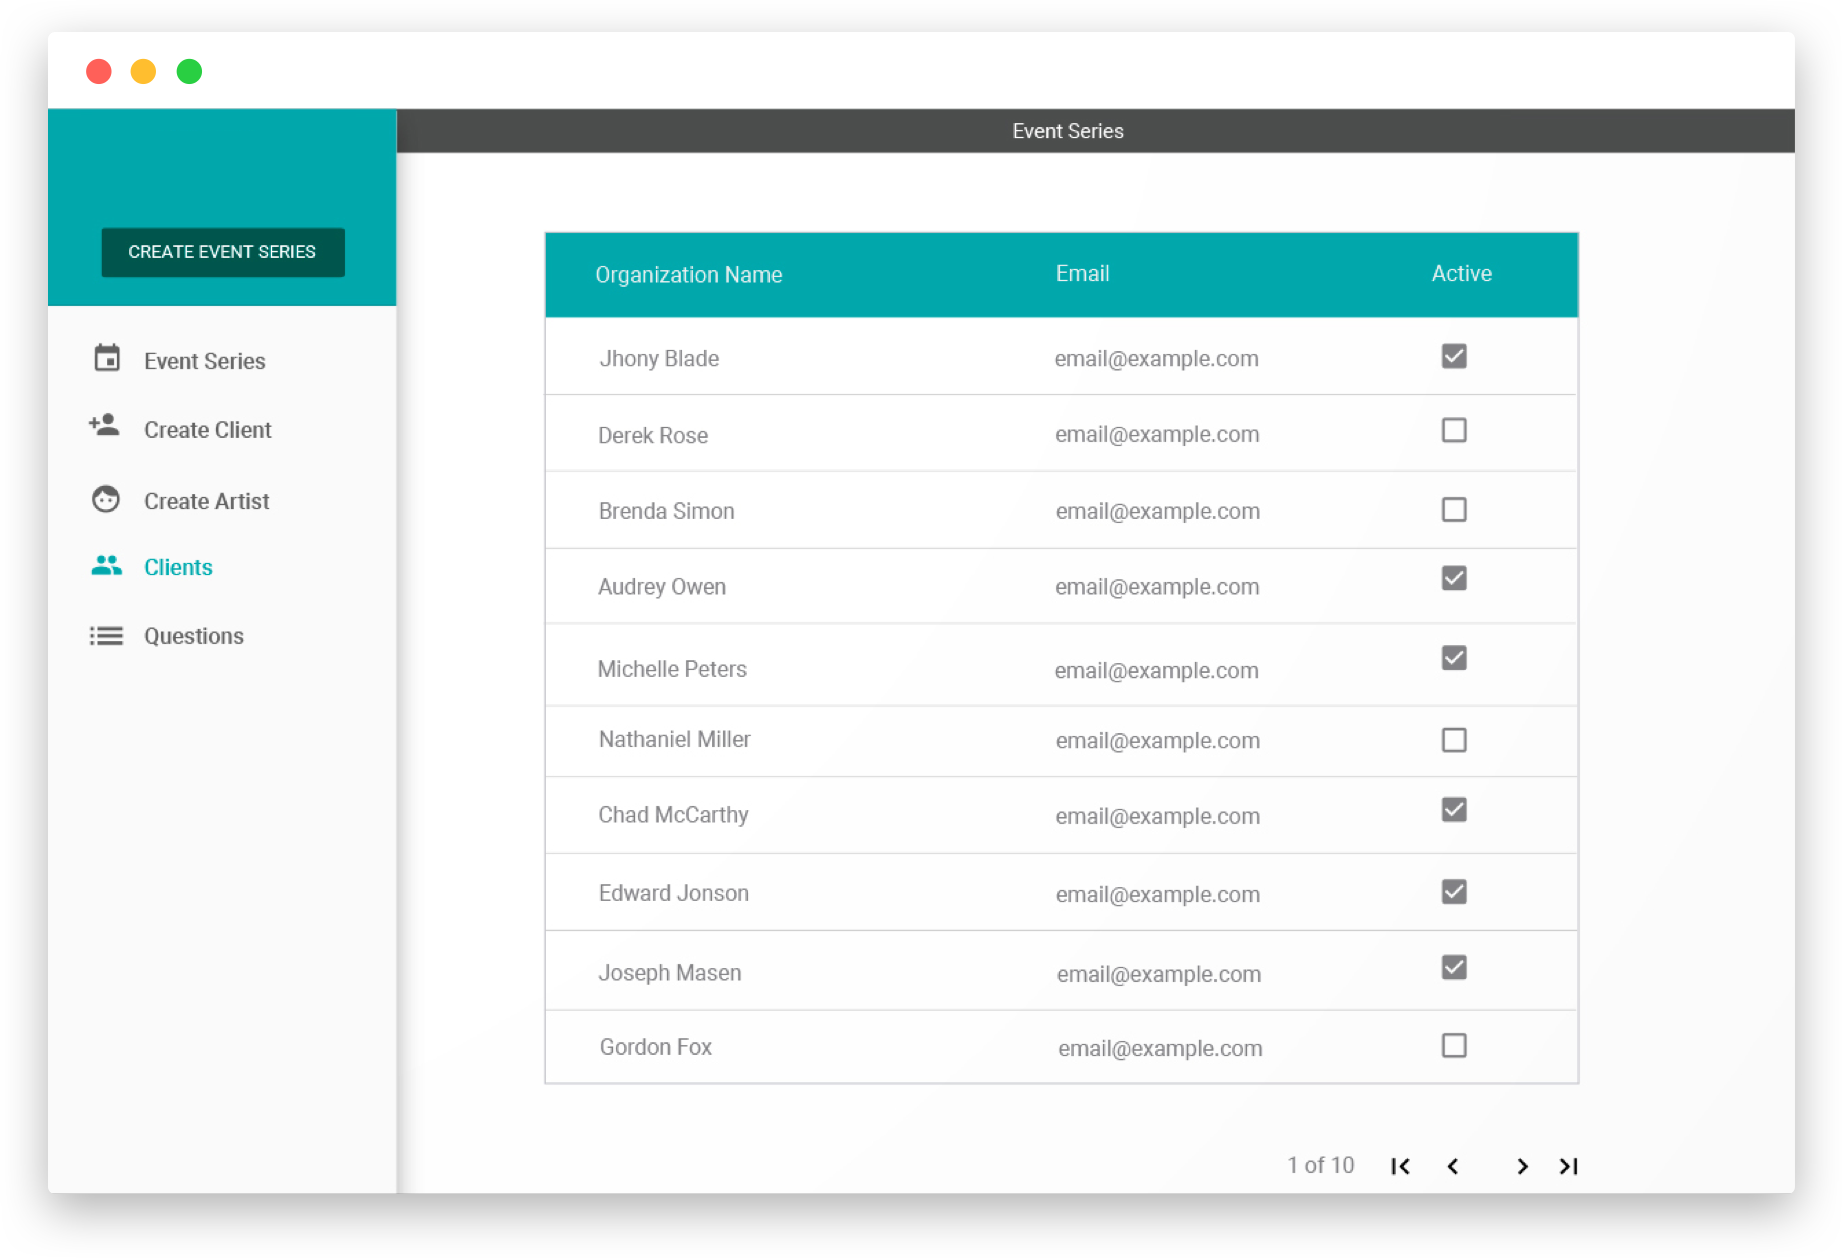 Event Series
CREATE EVENT SERIES
Event Series
Create Client
Create Artist
Clients
Questions
Organization Name Email Active
Jhony Blade email@example.com
Derek Rose email@example.com
Brenda Simon email@example.com
Audrey Owen email@example.com
Michelle Peters email@example.com
Nathaniel Miller email@example.com
Chad McCarthy email@example.com
Edward Jonson email@example.com
Joseph Masen email@example.com
Gordon Fox email@example.com
1 of 10